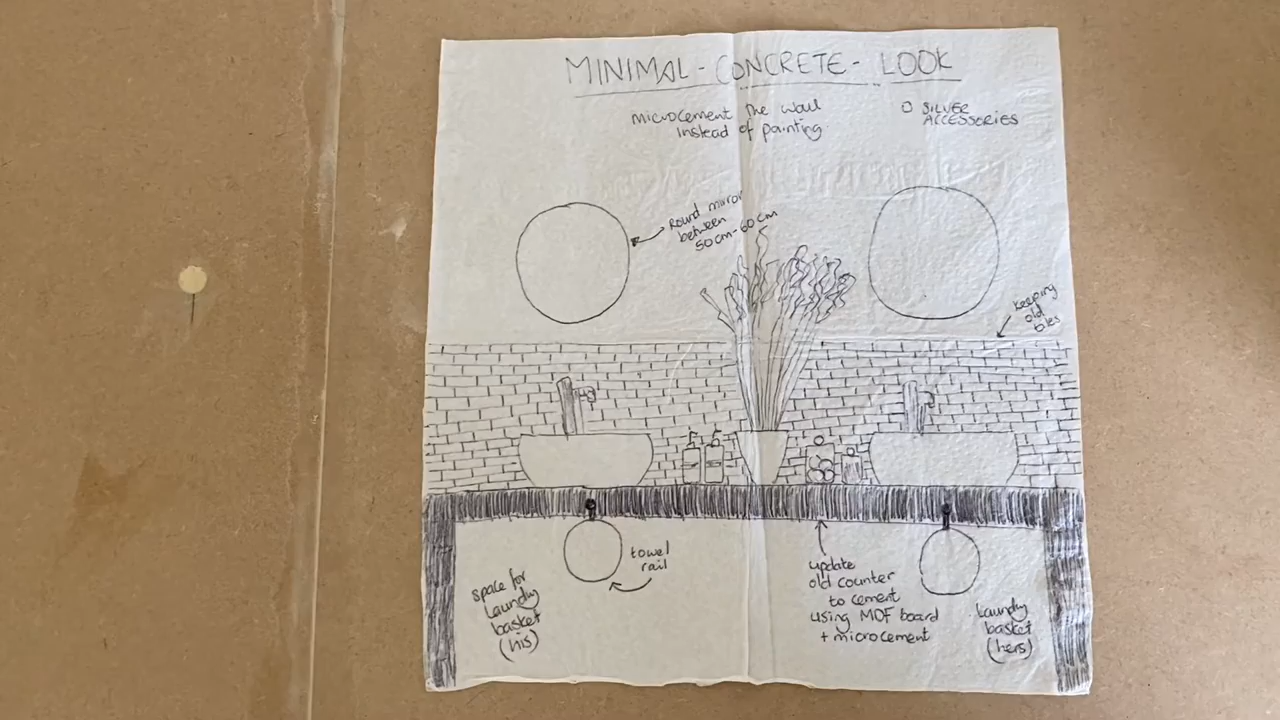 MINIMAL - CONCRETE - LOOK
microcement the wall
instead of painting
SILVER
ACCESSORIES
Round mirror
between
50cm-60cm
keeping
old
tiles
towel
rail
space for
Laundry
basket
(his)
update
old counter
to cement
using MDF board
+ microcement
Laundry
basket
(hers)